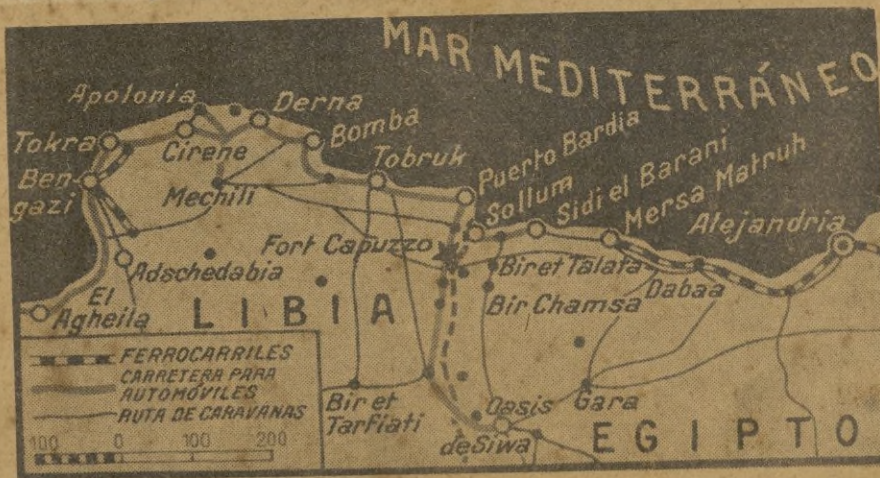 MAR MEDITERRÁNEO
Apolonia
Derna
Tokra
Cirene
Bomba
Ben-
gazi
Mechili
Tobruk
Puerto Bardia
Sollum
Sidi el Barani
Mersa Matruh
Alejandria
Fort Capuzzo
Adschedabia
Bir et Talata
Dabaa
El
Agheila
LIBIA
Bir Chamsa
FERROCARRILES
CARRETERA PARA
AUTOMÓVILES
RUTA DE CARAVANAS
100 0 100 200
Bir et
Tarfiati
Oasis
de Siwa
Gara
EGIPTO